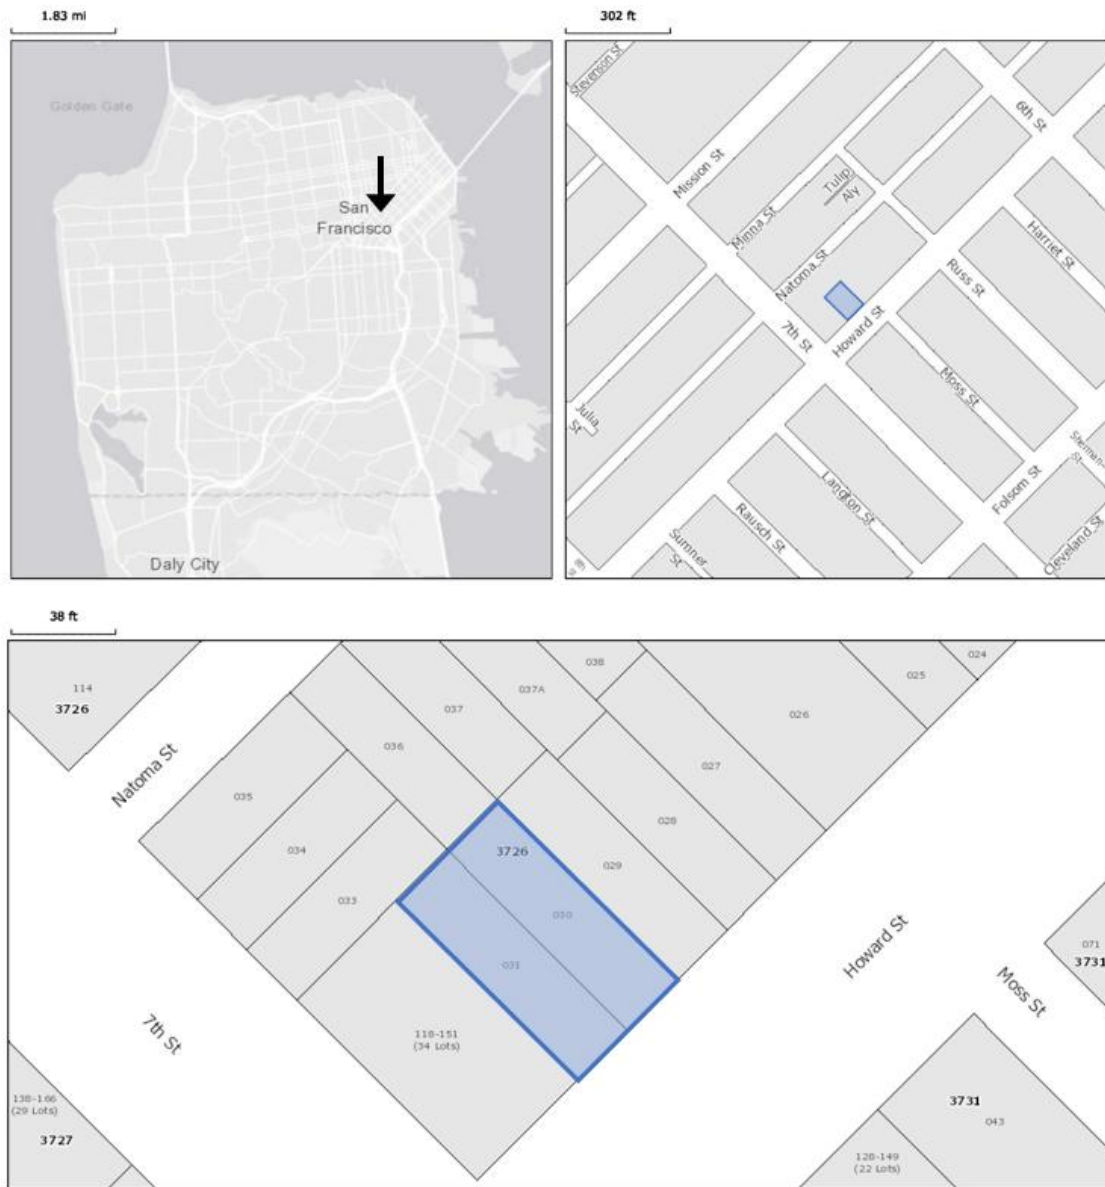 1.83 mi
Golden Gate
San
Francisco
Daly City
302 ft
Stevenson St
6th St
Mission St
Tulip
Aly
Minna St
Harriet St
Natoma St
Russ St
7th St
Howard St
Moss St
Julia
St
Sherman
St
Folsom St
Langton St
Rausch St
Cleveland St
Sumner
St
8th
38 ft
114
3726
Natoma St
038
037A
037
036
035
034
033
024
025
026
027
028
029
3726
030
031
118-151
(34 Lots)
7th St
Howard St
Moss St
071
3731
138-166
(29 Lots)
3727
3731
043
128-149
(22 Lots)